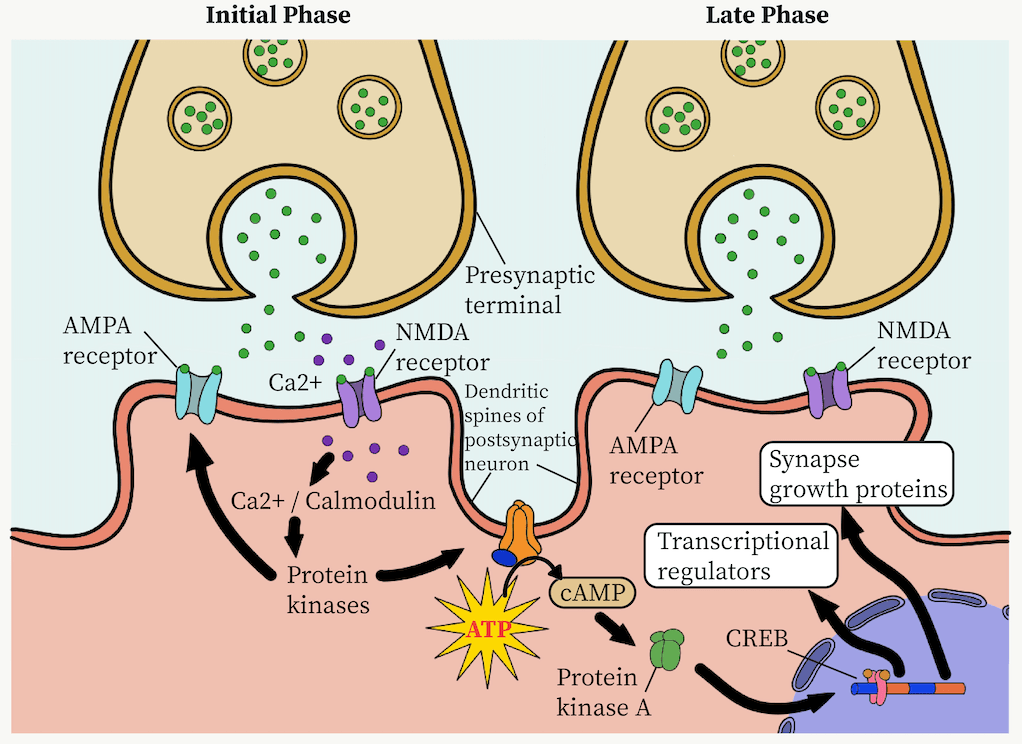 Initial Phase
Late Phase
Presynaptic
terminal
AMPA
receptor
NMDA
receptor
Ca2+
Dendritic
spines of
postsynaptic
neuron
NMDA
receptor
AMPA
receptor
Ca2+ / Calmodulin
Protein
kinases
ATP
cAMP
Protein
kinase A
CREB
Transcriptional
regulators
Synapse
growth proteins